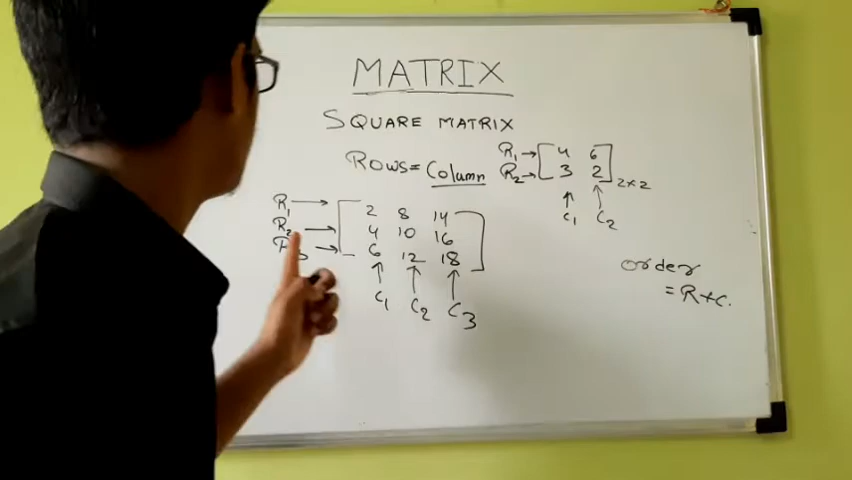 MATRIX
SQUARE MATRIX
ROWS = Column
R1 → 4 6
R2 → 3 2 2×2
C1 C2
R1 → 2 8 14
R2 → 4 10 16
→ 6 12 18
C1 C2 C3
order
= R×C.